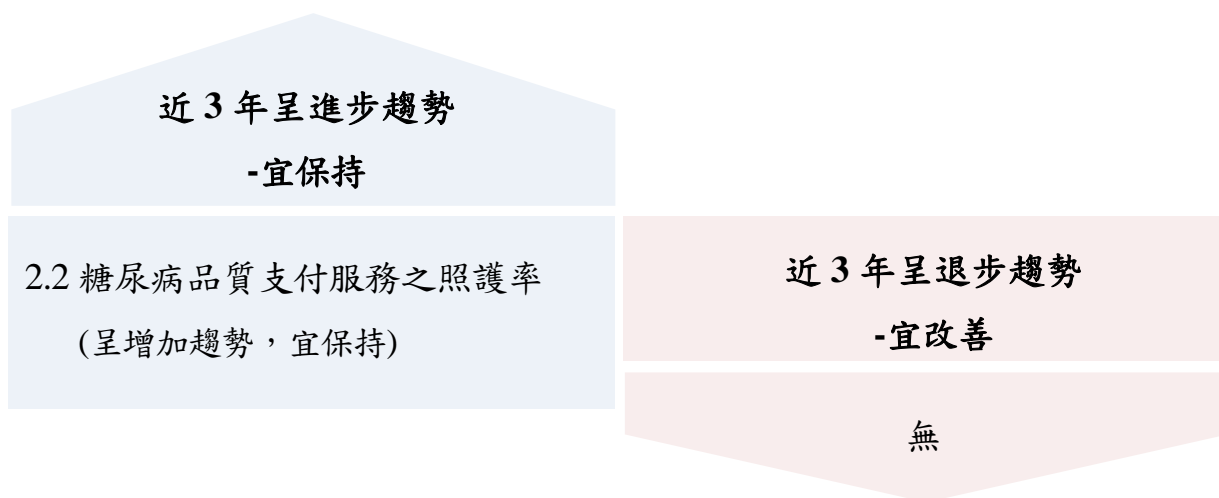 近 3 年呈進步趨勢
-宜保持
2.2 糖尿病品質支付服務之照護率
(呈增加趨勢，宜保持)
近 3 年呈退步趨勢
-宜改善
無